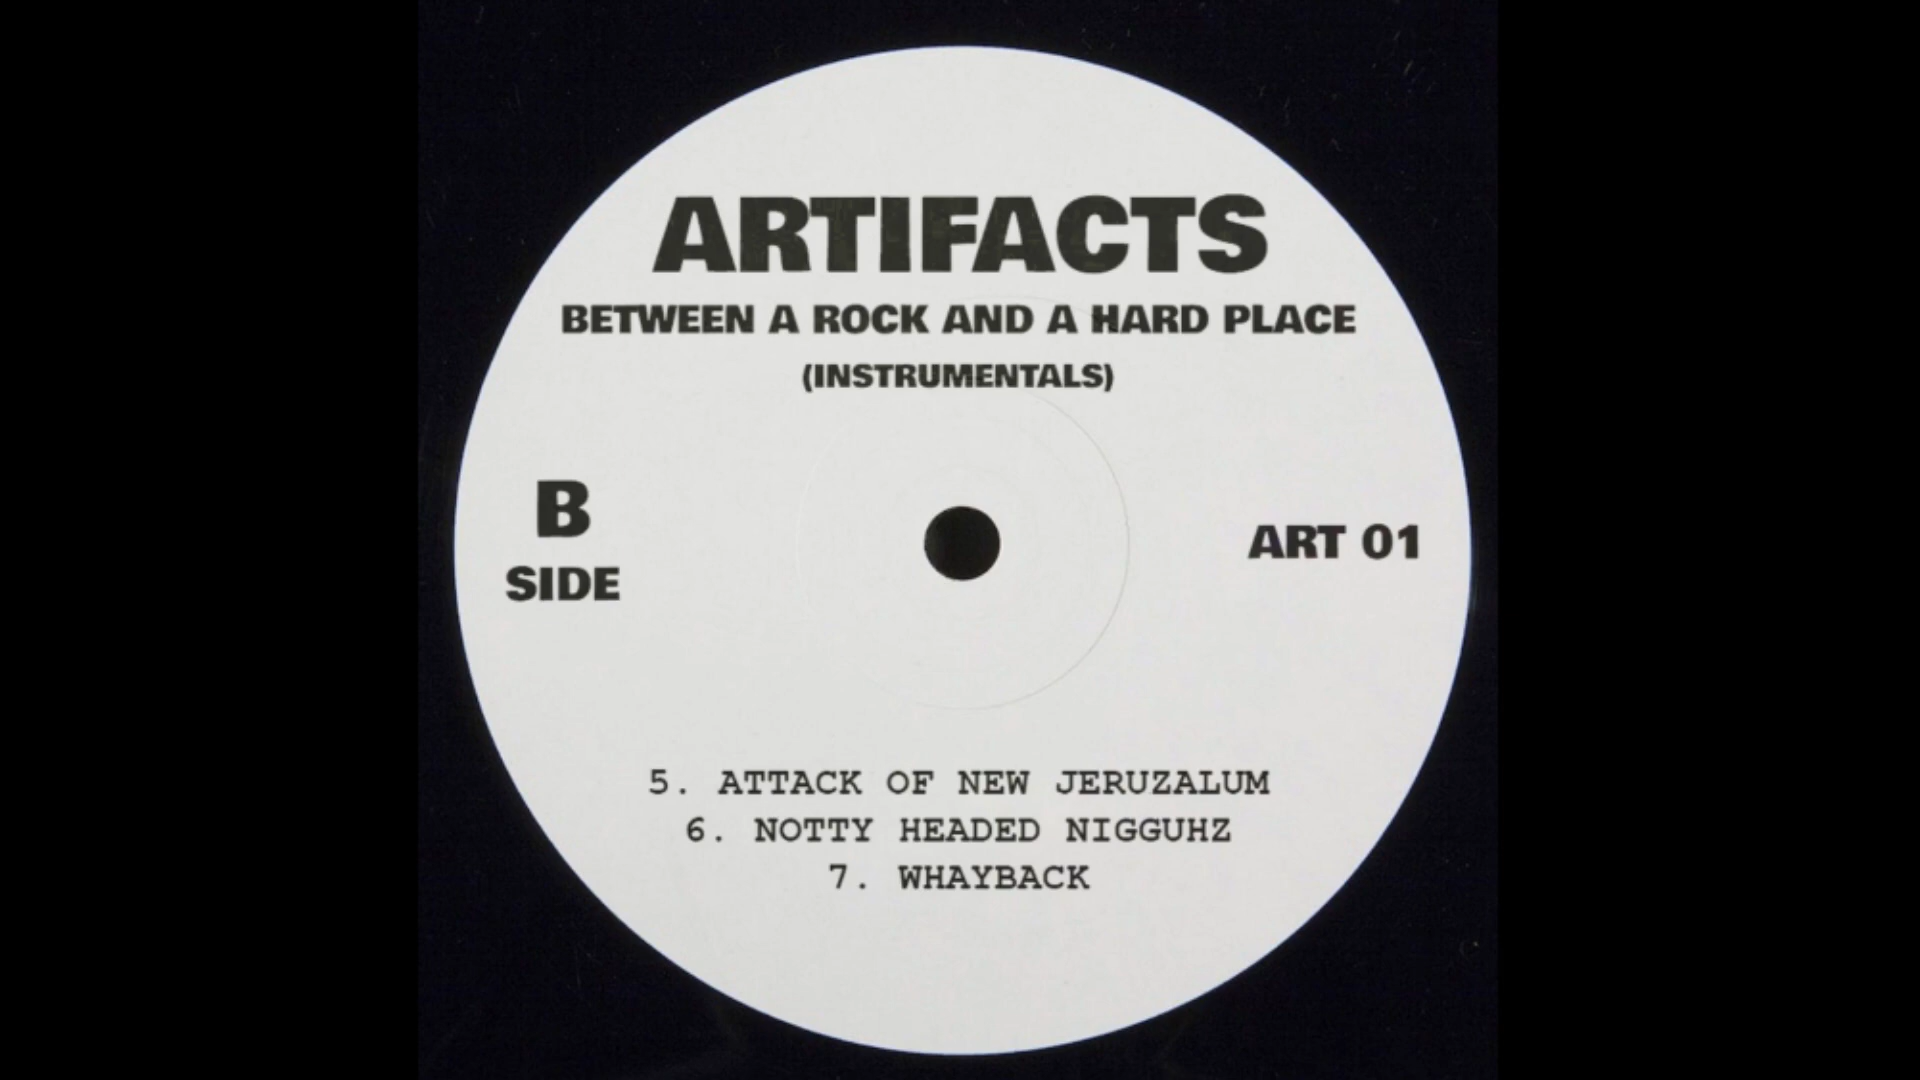 ARTIFACTS
BETWEEN A ROCK AND A HARD PLACE
(INSTRUMENTALS)
B
SIDE
ART 01
5. ATTACK OF NEW JERUZALUM
6. NOTTY HEADED NIGGUHZ
7. WHAYBACK